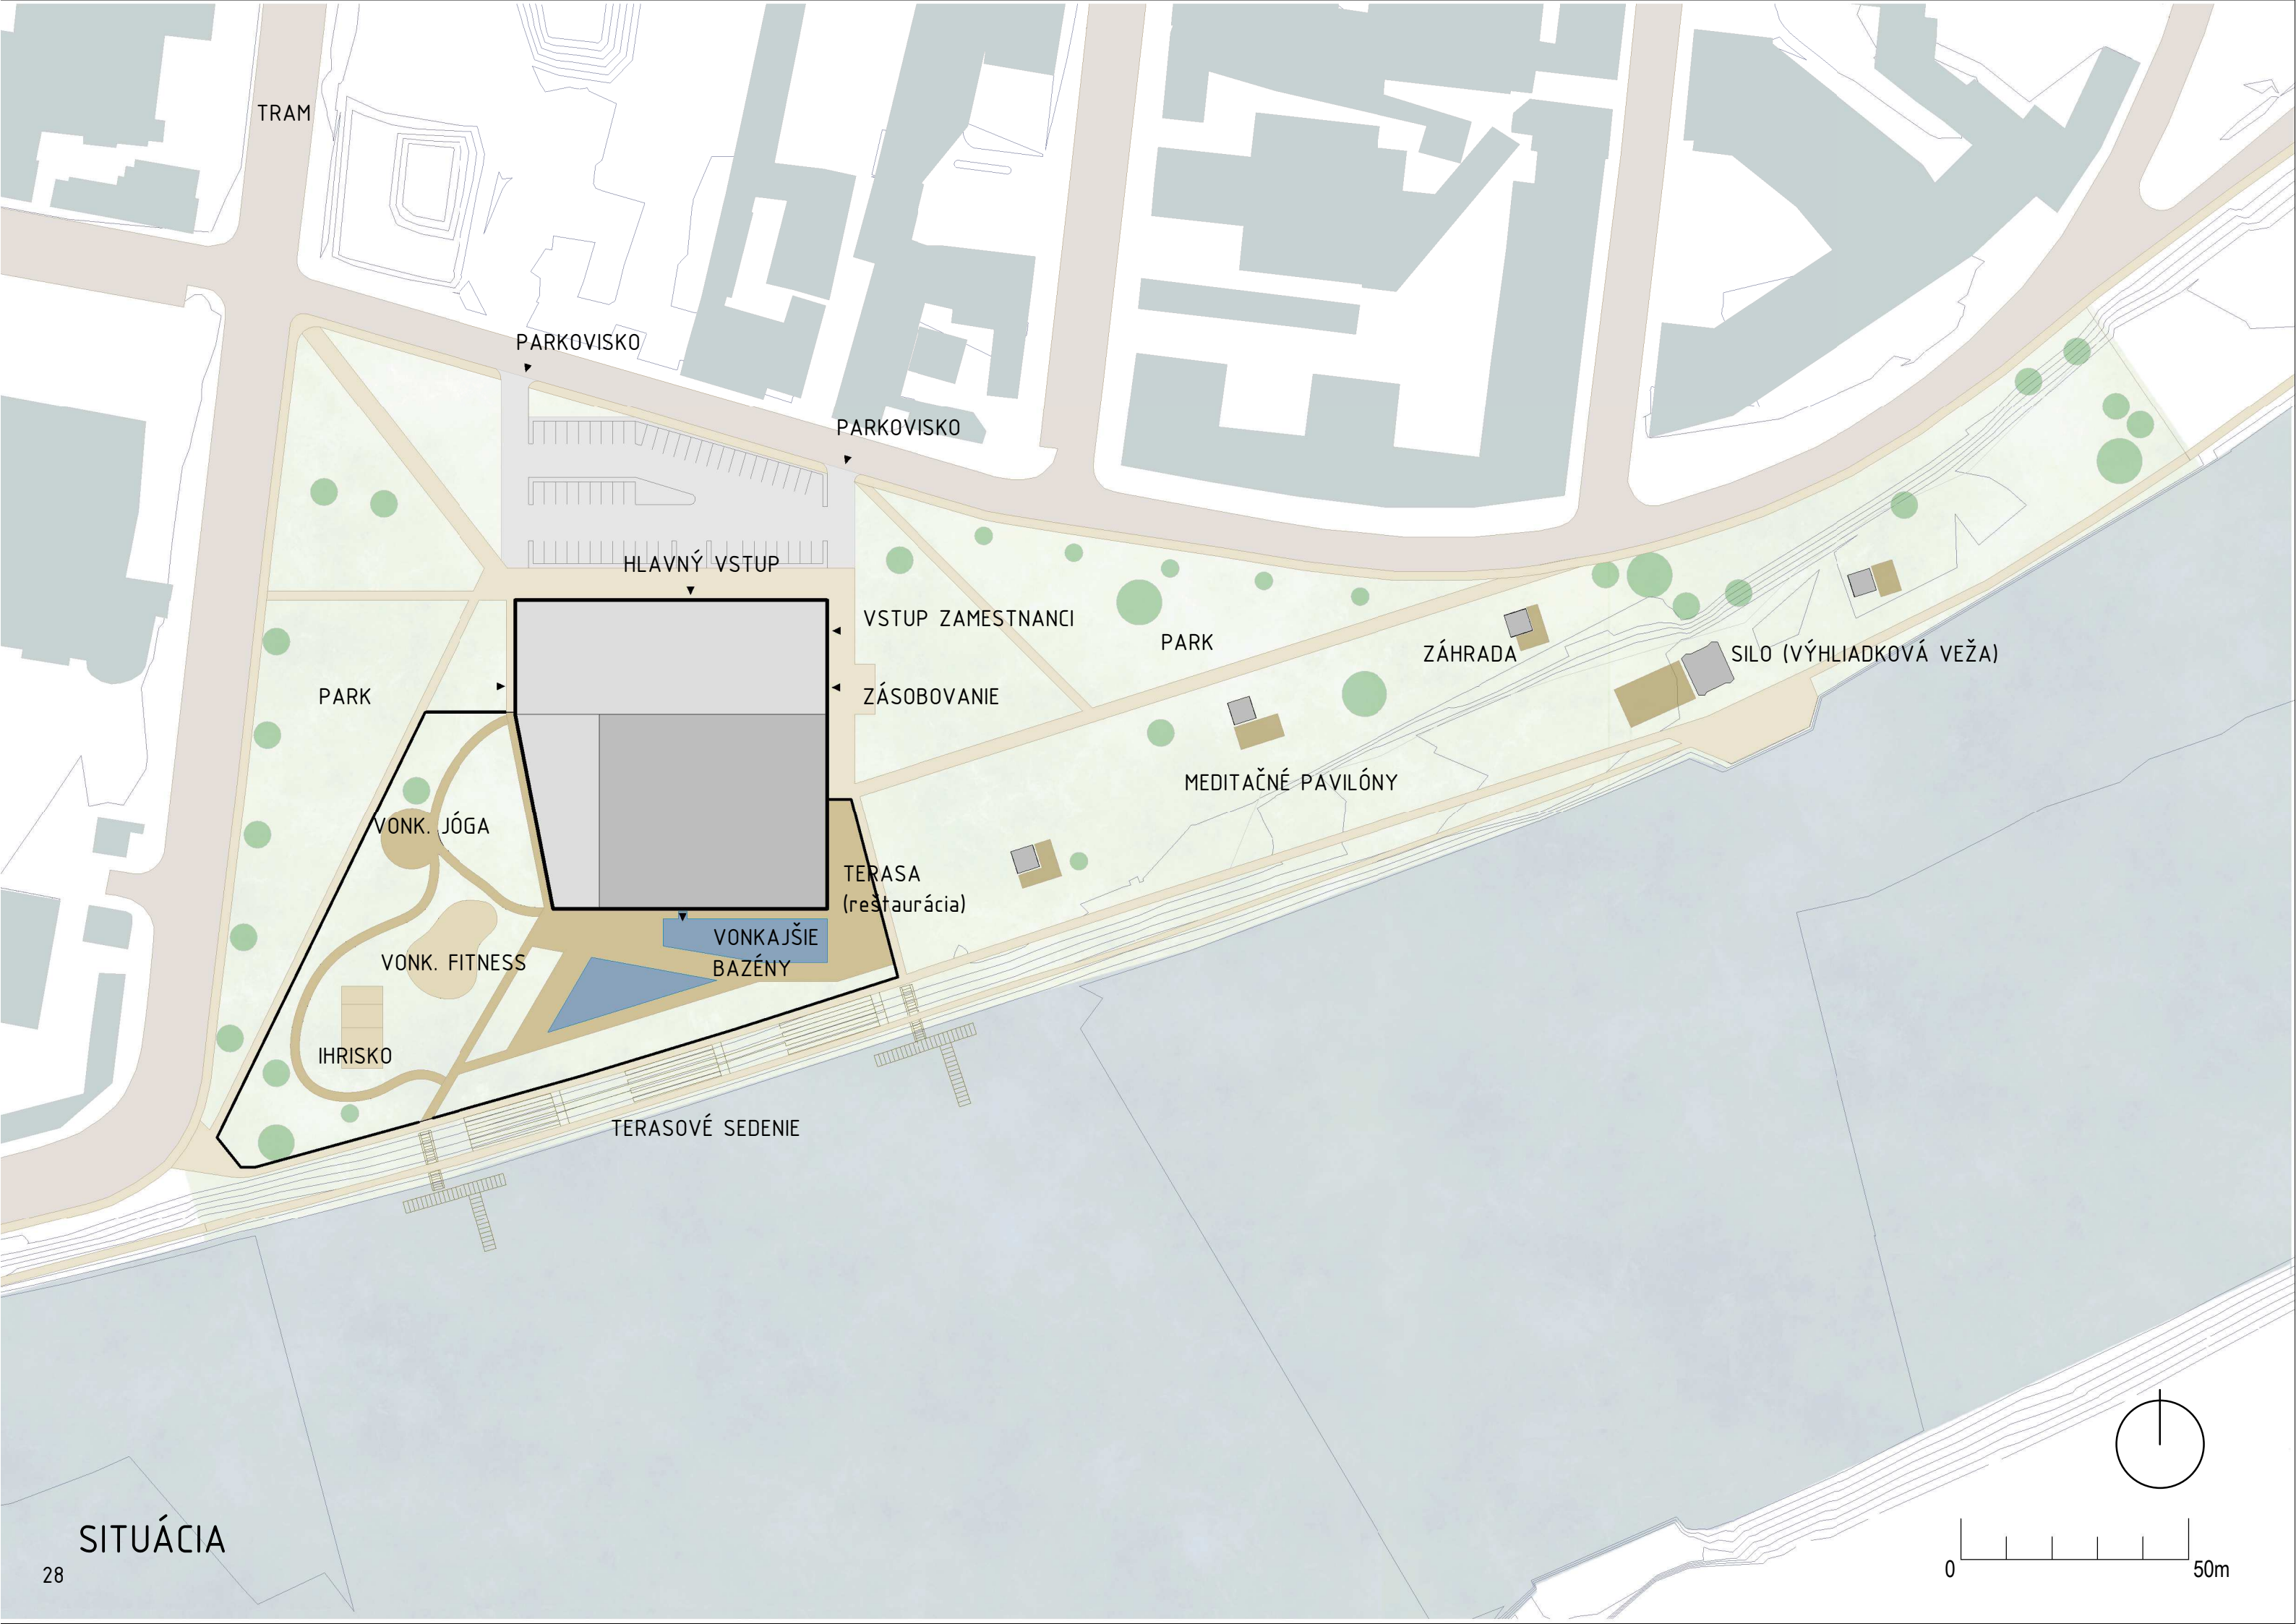 TRAM
PARKOVISKO
PARKOVISKO
HLAVNÝ VSTUP
VSTUP ZAMESTNANCI
PARK
ZÁHRADA
SILO (VÝHLIADKOVÁ VEŽA)
PARK
ZÁSOBOVANIE
MEDITAČNÉ PAVILÓNY
VONK. JÓGA
TERASA
(reštaurácia)
VONKAJŠIE
BAZÉNY
VONK. FITNESS
IHRISKO
TERASOVÉ SEDENIE
SITUÁCIA
28
0
50m